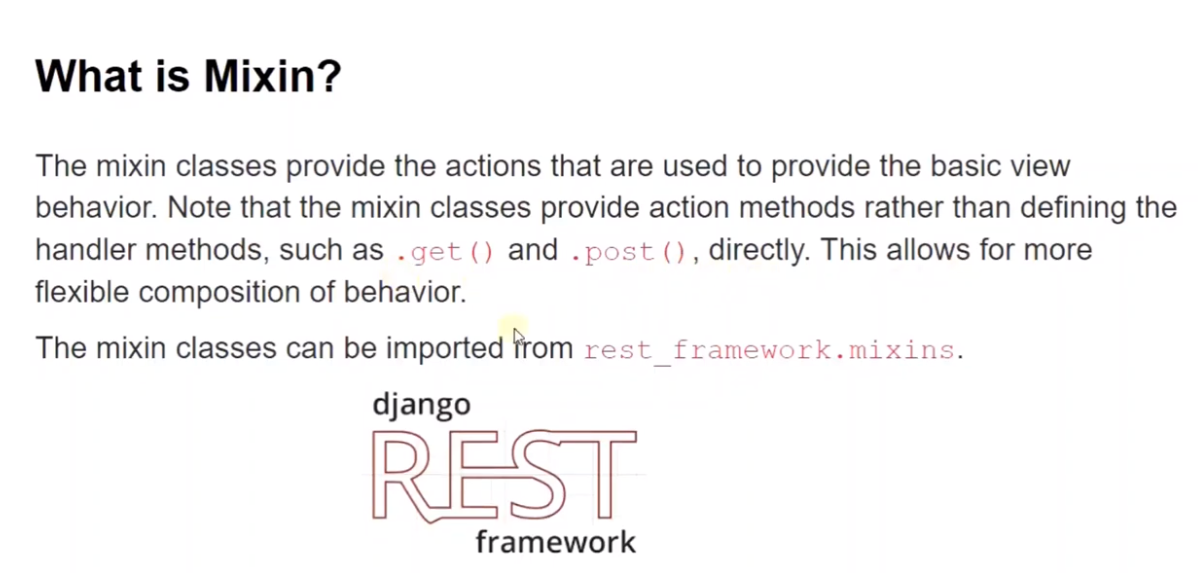 What is Mixin?
The mixin classes provide the actions that are used to provide the basic view
behavior. Note that the mixin classes provide action methods rather than defining the
handler methods, such as .get() and .post(), directly. This allows for more
flexible composition of behavior.
The mixin classes can be imported from rest_framework.mixins.
django
REST
framework